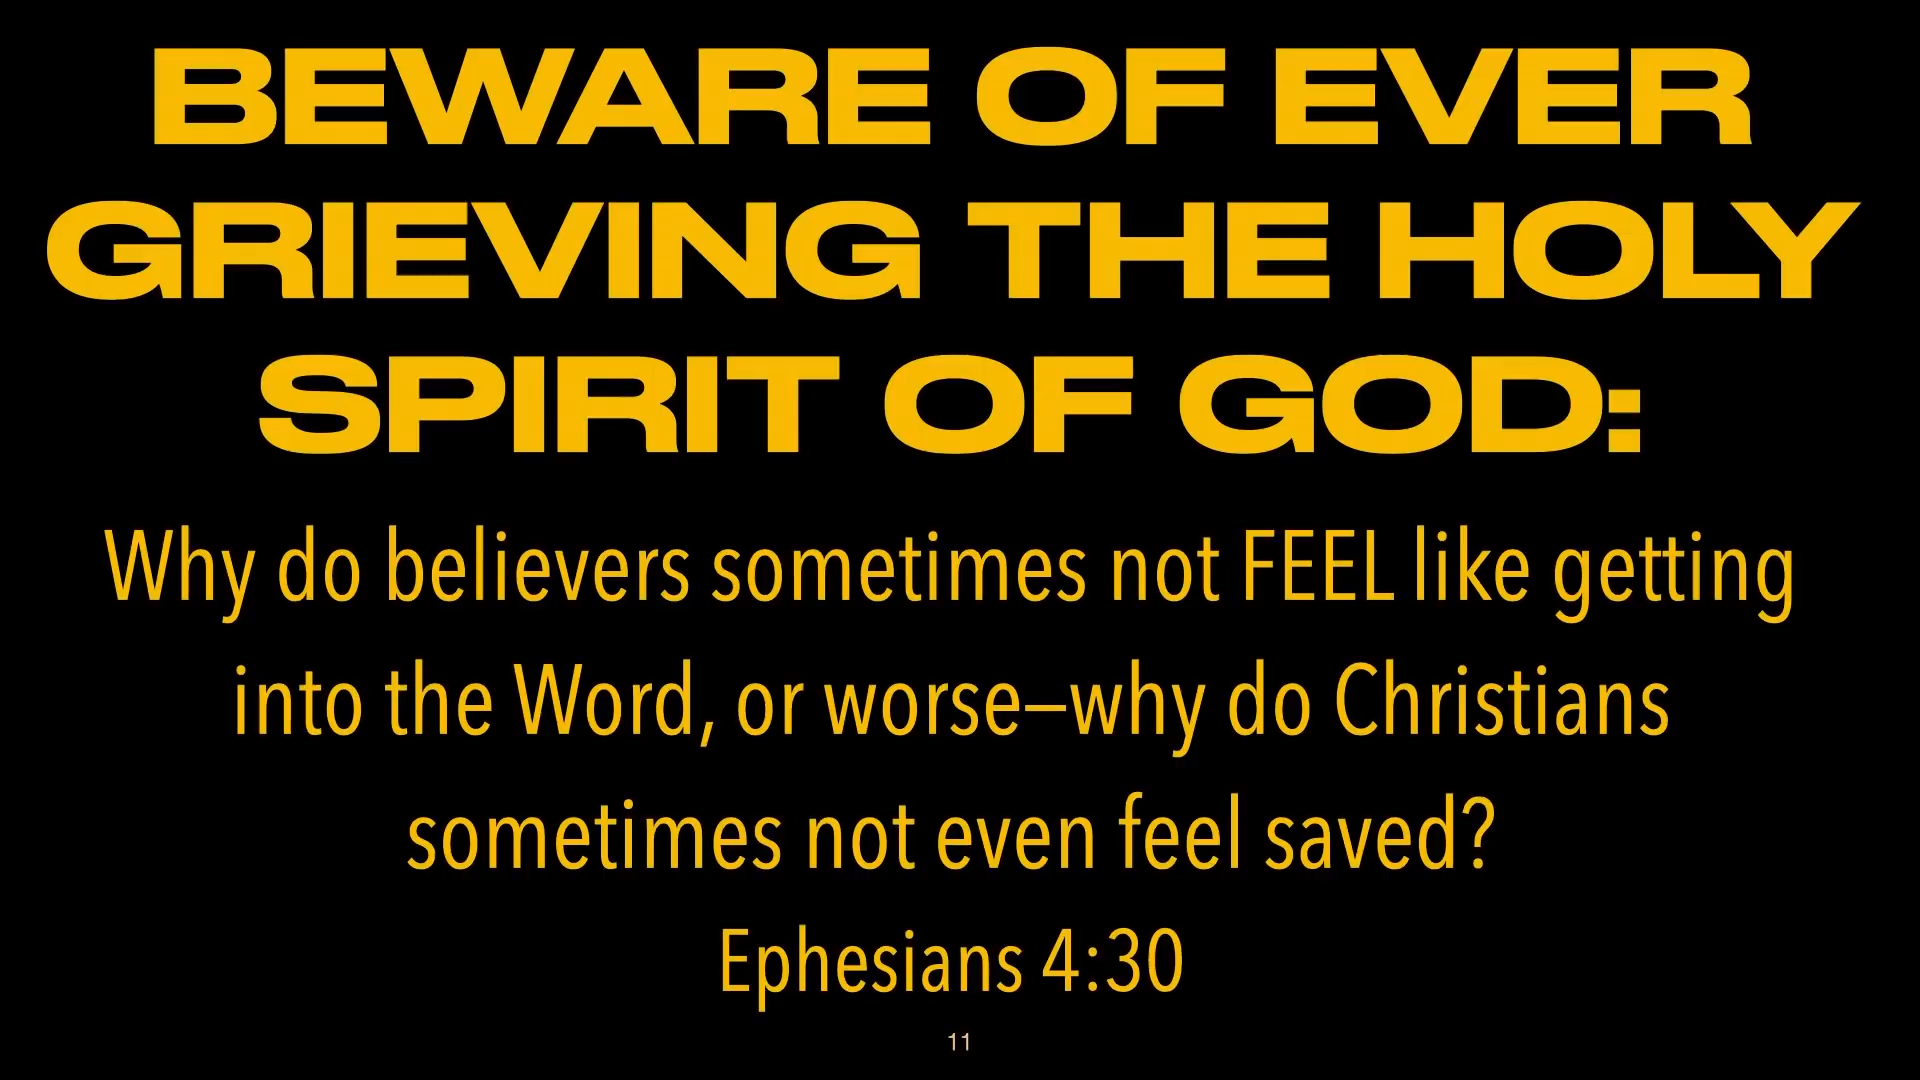 BEWARE OF EVER
GRIEVING THE HOLY
SPIRIT OF GOD:
Why do believers sometimes not FEEL like getting
into the Word, or worse—why do Christians
sometimes not even feel saved?
Ephesians 4:30
11